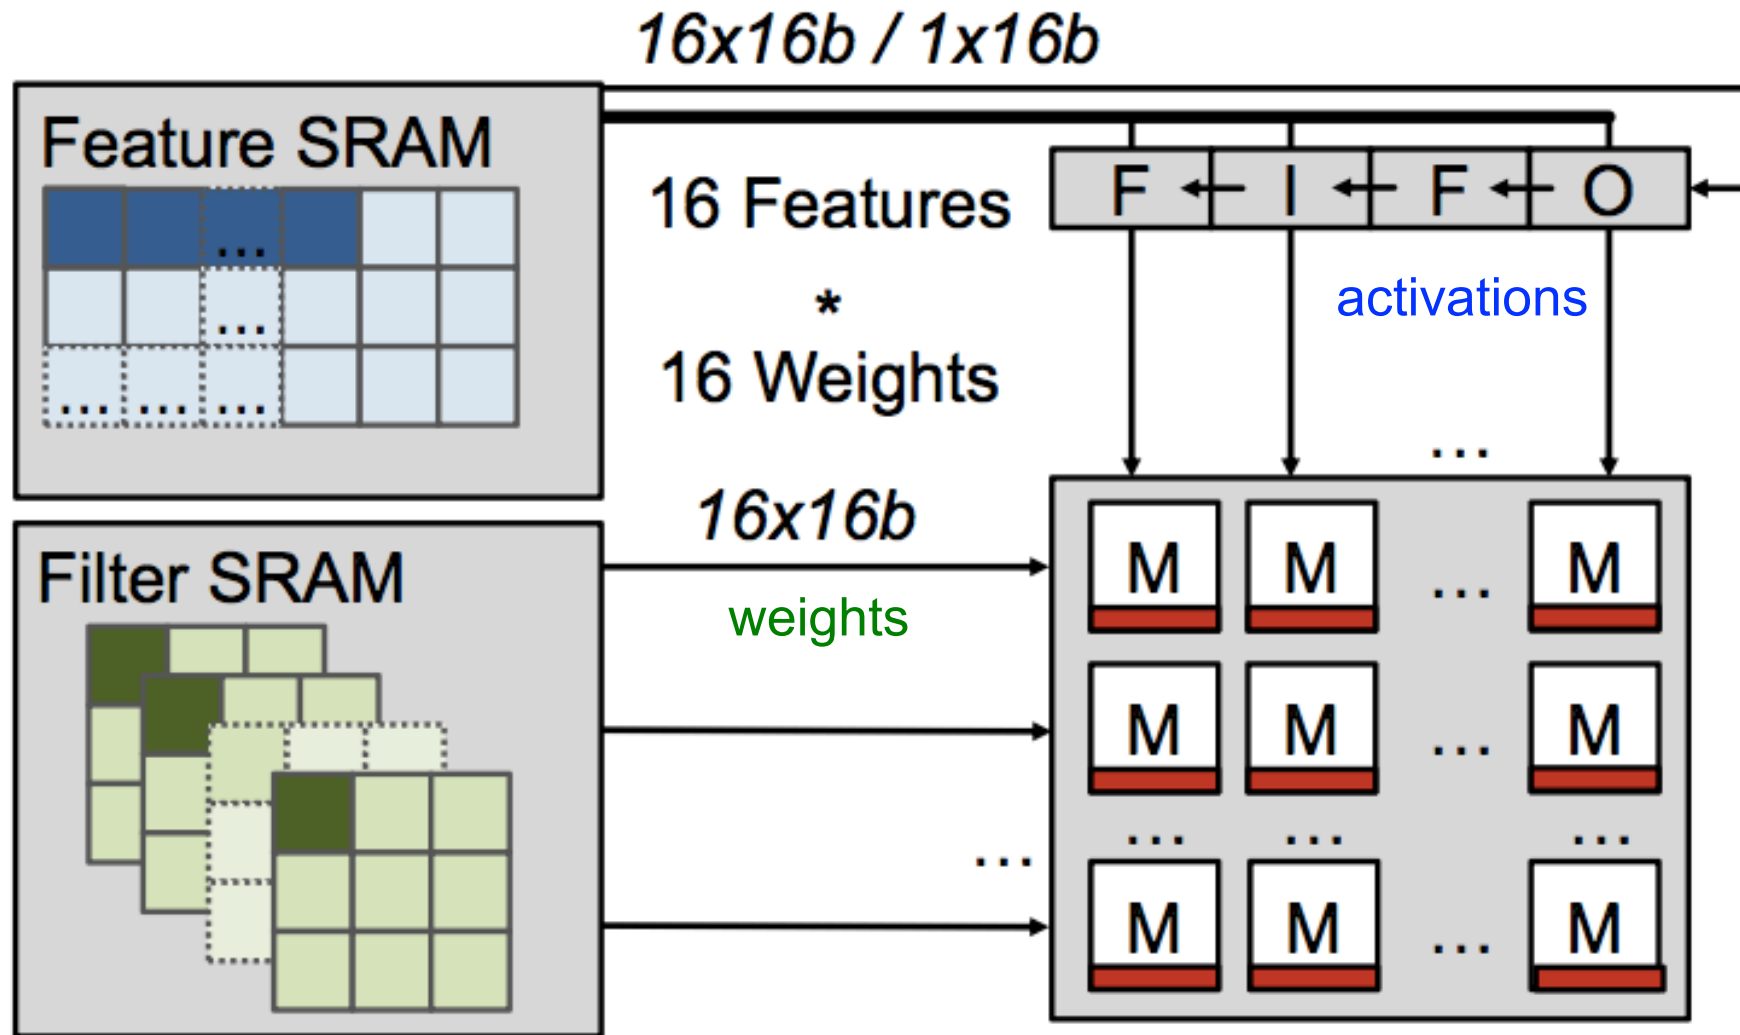 16x16b / 1x16b
Feature SRAM
...
...
... ... ...
16 Features
*
16 Weights
F I F O
activations
...
Filter SRAM
16x16b
weights
M M ... M
M M ... M
... ... ... ...
M M ... M